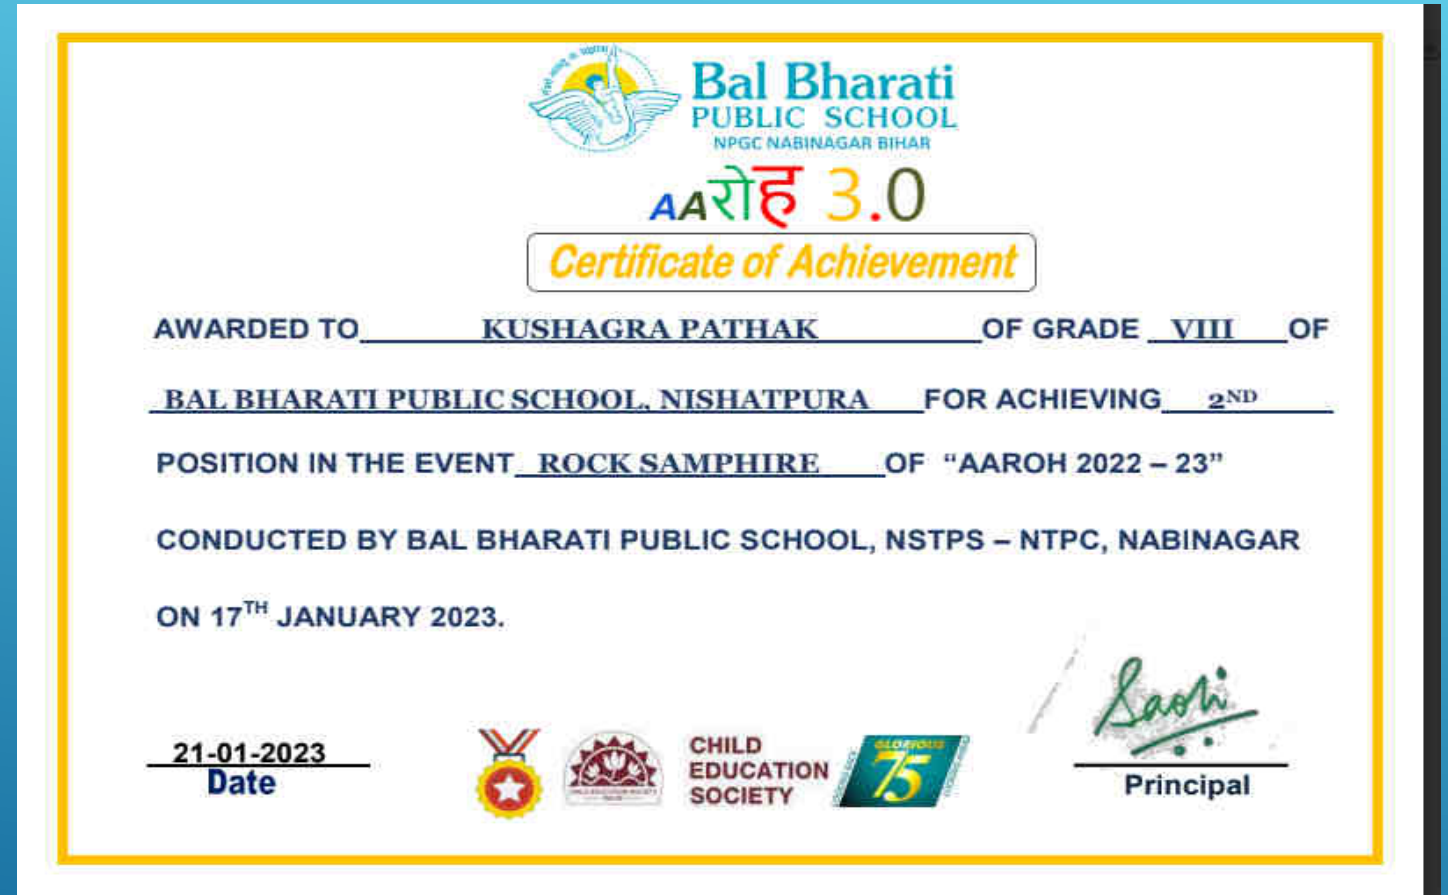 Bal Bharati
PUBLIC SCHOOL
NPGC NABINAGAR BIHAR
AAरोह 3.0
Certificate of Achievement
AWARDED TO KUSHAGRA PATHAK OF GRADE VIII OF
BAL BHARATI PUBLIC SCHOOL, NISHATPURA FOR ACHIEVING 2ND
POSITION IN THE EVENT ROCK SAMPHIRE OF "AAROH 2022 – 23"
CONDUCTED BY BAL BHARATI PUBLIC SCHOOL, NSTPS – NTPC, NABINAGAR
ON 17TH JANUARY 2023.
21-01-2023
Date
CHILD
EDUCATION
SOCIETY
GLORIOUS
75
Principal